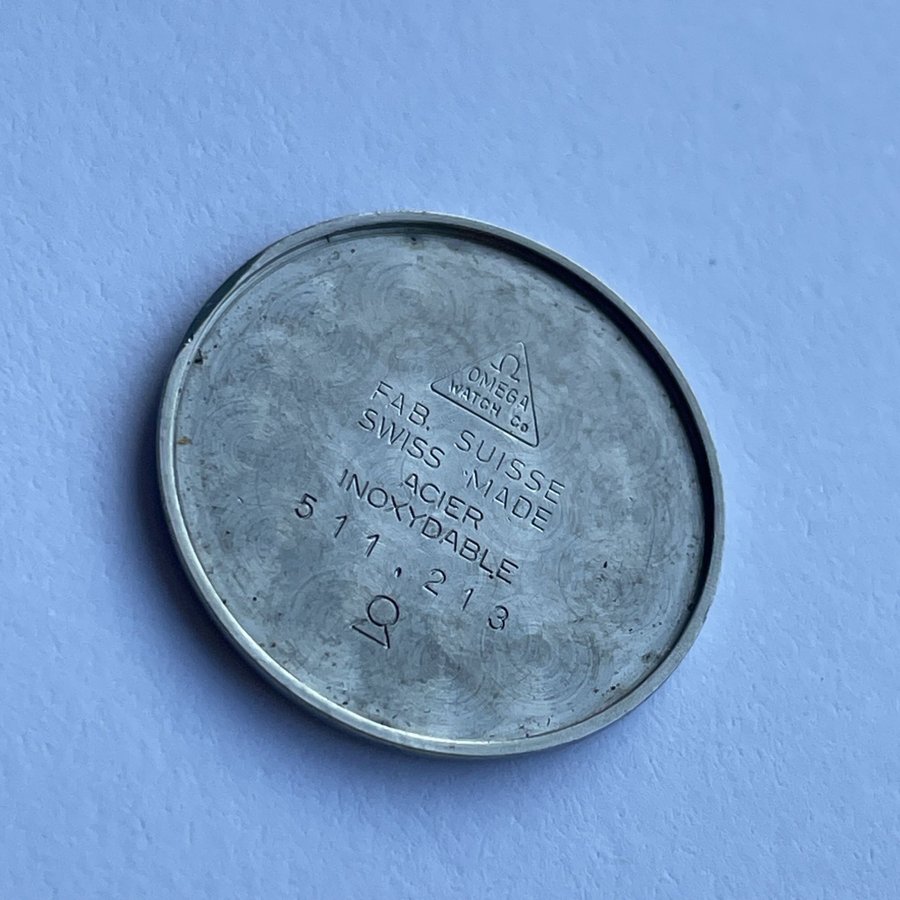 Ω
OMEGA
WATCH Co
FAB. SUISSE
SWISS MADE
ACIER
INOXYDABLE
511.213